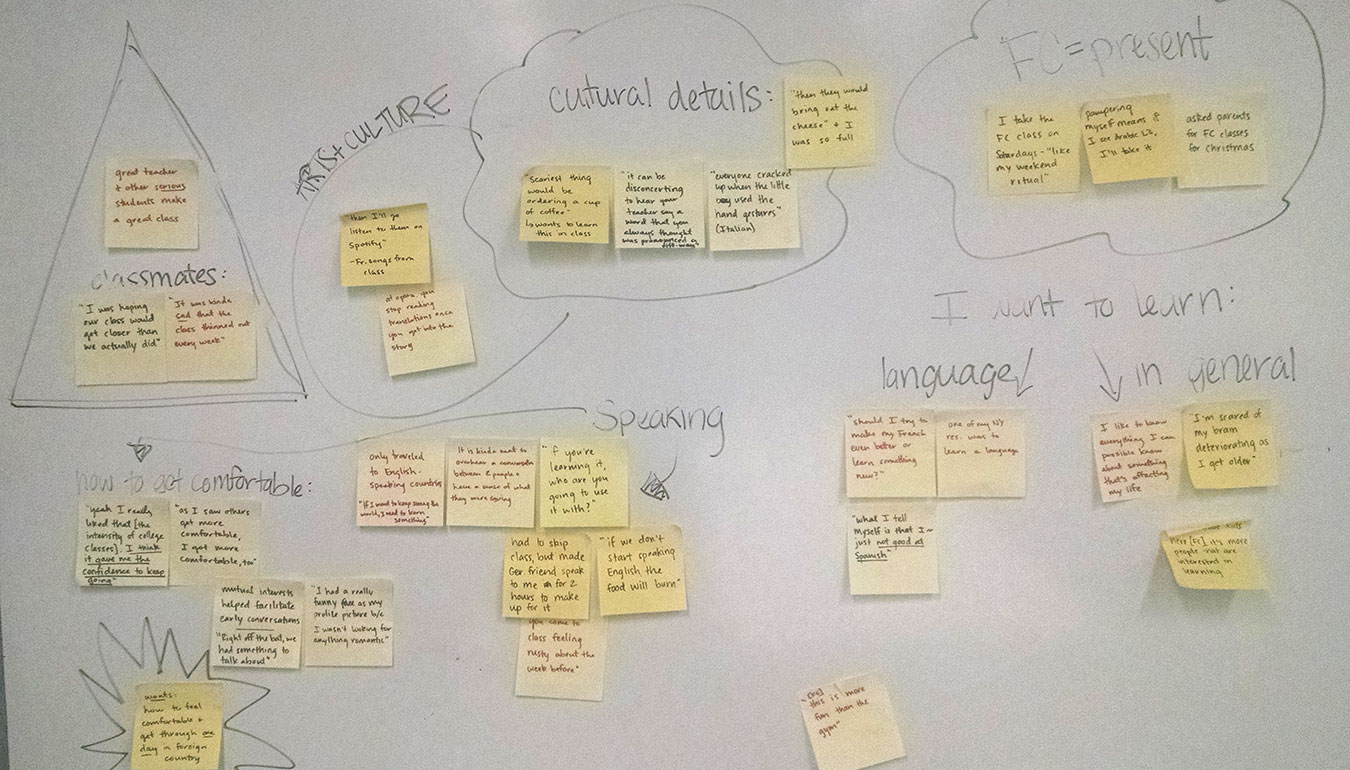 great teacher
+ other serious
students make
a great class
classmates:
"I was hoping
our class would
get closer than
we actually did"
"It was kinda
sad that the
class thinned out
every week"
ARTS + CULTURE
then I'll go
listen to them on
Spotify"
-Fr. songs from
class
at opera, you
stop reading
translations once
you get into the
story
cutural details:
"then they would
bring out the
cheese" + I
was so full
"scariest thing
would be
ordering a cup
of coffee"
↳ wants to learn
this in class
"it can be
disconcerting
to hear your
teacher say a
word that you
always thought
was pronounced a
diff. way"
"everyone cracked
up when the little
boy used the
hand gestures"
(Italian)
FC = present
I take the
FC class on
Saturdays - "like
my weekend
ritual"
pampering
myself means if
I see Arabic L3,
I'll take it
asked parents
for FC classes
for Christmas
I want to learn:
language
"should I try to
make my French
even better or
learn something
new?"
one of my NY
res. was to
learn a language
"what I tell
myself is that I ~
just not good at
Spanish"
in general
I like to know
everything I can
possible know
about something
that's affecting
my life
"I'm scared of
my brain
deteriorating as
I get older"
here [FC] it's more
people that are
interested in
learning
Speaking
only traveled
to English-
speaking countries
"If I want to keep seeing the
world, I need to learn
something"
It is kinda neat to
overhear a conversation
between 2 people +
have a sense of what
they were saying
"if you're
learning it,
who are you
going to use
it with?"
had to skip
class, but made
Ger. friend speak
to me for 2
hours to make
up for it
"if we don't
start speaking
English the
food will burn"
you come to
class feeling
rusty about the
week before"
how to get comfortable:
"yeah I really
liked that [the
intensity of college
classes]. I think
it gave me the
confidence to keep
going"
"as I saw others
get more
comfortable,
I got more
comfortable, too"
mutual interests
helped facilitate
early conversations
"Right off the bat, we
had something to
talk about"
"I had a really
funny face as my
profile picture b/c
I wasn't looking for
anything romantic"
wants:
how to feel
comfortable +
get through one
day in foreign
country
"[FC]
this is more
fun than the
gym"